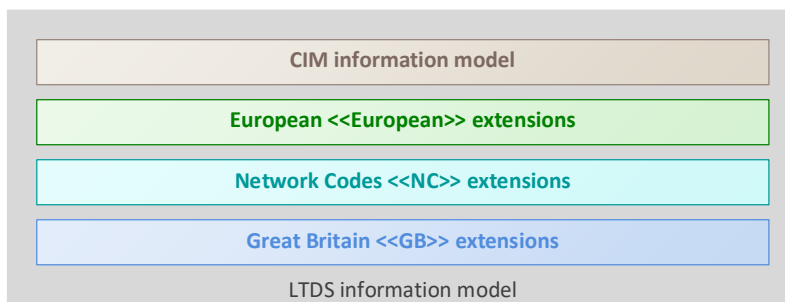 CIM information model
European <<European>> extensions
Network Codes <<NC>> extensions
Great Britain <<GB>> extensions
LTDS information model